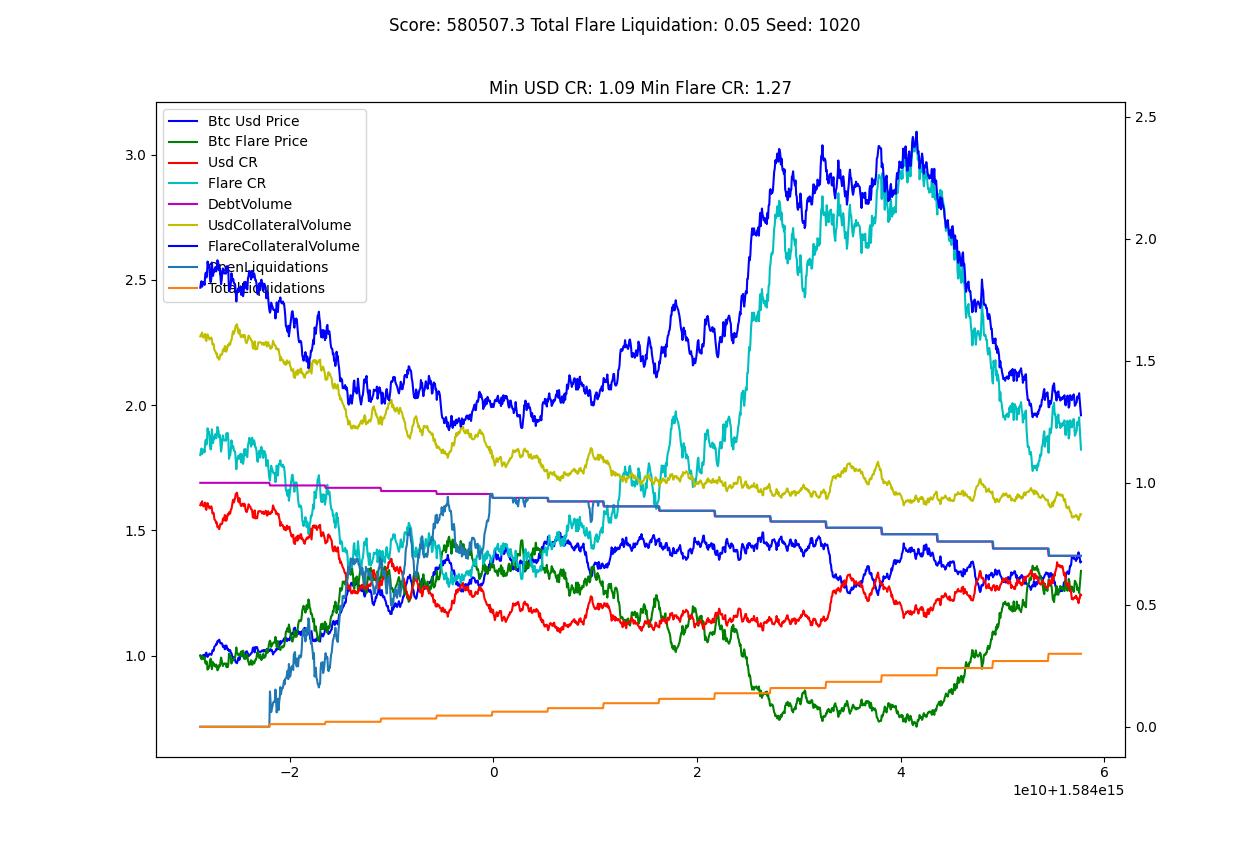 Score: 580507.3 Total Flare Liquidation: 0.05 Seed: 1020
Min USD CR: 1.09 Min Flare CR: 1.27
Btc Usd Price
Btc Flare Price
Usd CR
Flare CR
DebtVolume
UsdCollateralVolume
FlareCollateralVolume
OpenLiquidations
TotalLiquidations
3.0
2.5
2.0
1.5
1.0
2.5
2.0
1.5
1.0
0.5
0.0
−2
0
2
4
6
1e10+1.584e15